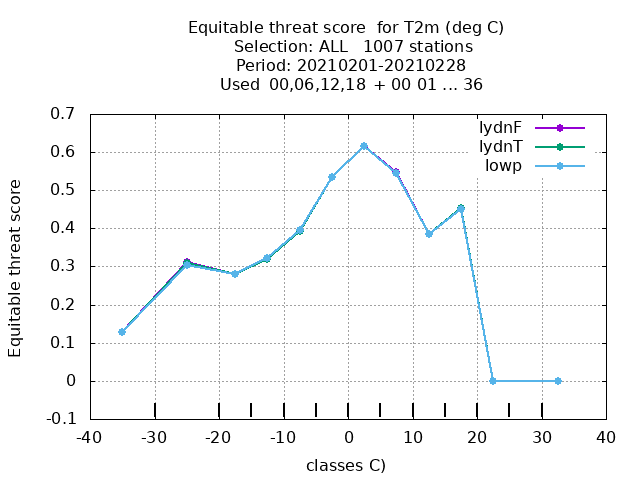 Equitable threat score  for T2m (deg C)
Selection: ALL   1007 stations
Period: 20210201-20210228
Used  00,06,12,18  + 00 01 ... 36
0.7
0.6
0.5
0.4
0.3
0.2
0.1
0
-0.1
Equitable threat score
lydnF
lydnT
lowp
-40 -30 -20 -10 0 10 20 30 40
classes C)